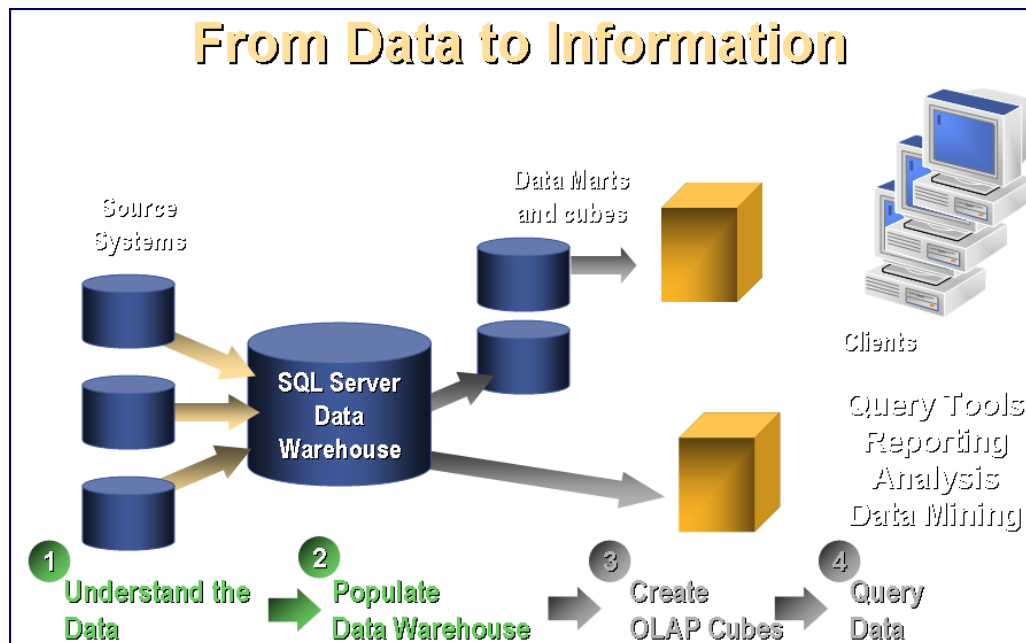 From Data to Information
Source
Systems
Data Marts
and cubes
SQL Server
Data
Warehouse
Clients
Query Tools
Reporting
Analysis
Data Mining
1
Understand the
Data
2
Populate
Data Warehouse
3
Create
OLAP Cubes
4
Query
Data